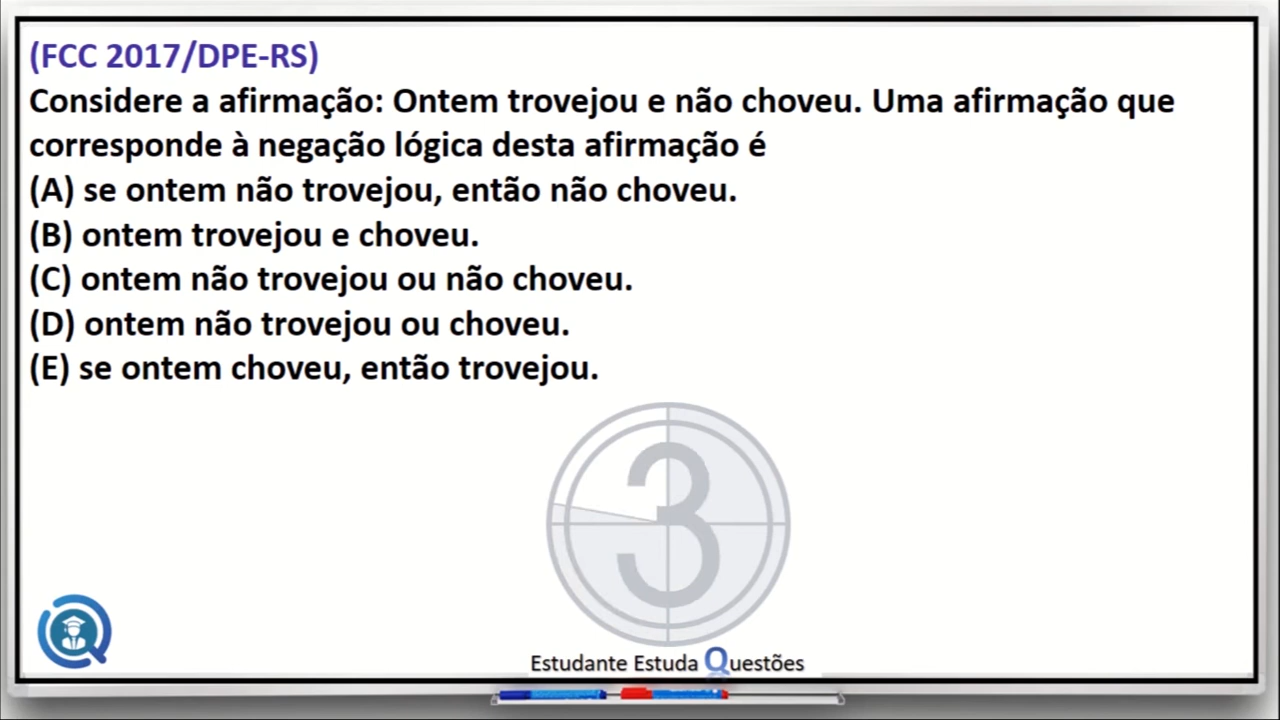 (FCC 2017/DPE-RS)
Considere a afirmação: Ontem trovejou e não choveu. Uma afirmação que
corresponde à negação lógica desta afirmação é
(A) se ontem não trovejou, então não choveu.
(B) ontem trovejou e choveu.
(C) ontem não trovejou ou não choveu.
(D) ontem não trovejou ou choveu.
(E) se ontem choveu, então trovejou.
3
Estudante Estuda Questões